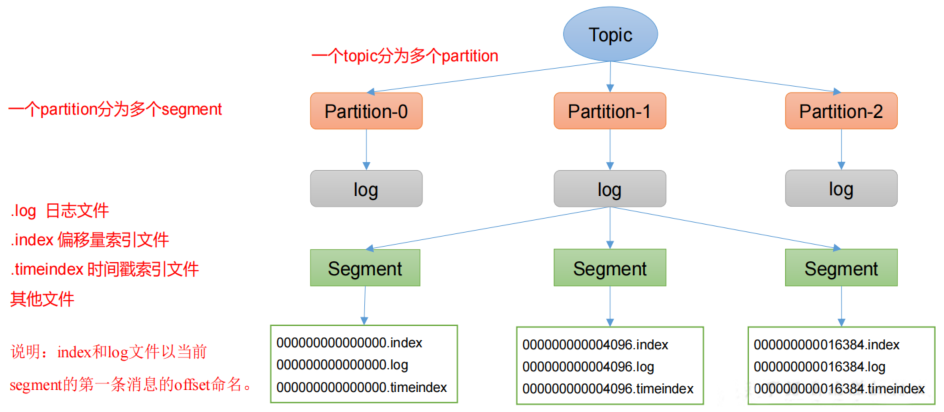 Topic
一个topic分为多个partition
一个partition分为多个segment
Partition-0
Partition-1
Partition-2
log
log
log
.log 日志文件
.index 偏移量索引文件
.timeindex 时间戳索引文件
其他文件
Segment
Segment
Segment
说明：index和log文件以当前
segment的第一条消息的offset命名。
000000000000000.index
000000000000000.log
000000000000000.timeindex
000000000004096.index
000000000004096.log
000000000004096.timeindex
000000000016384.index
000000000016384.log
000000000016384.timeindex